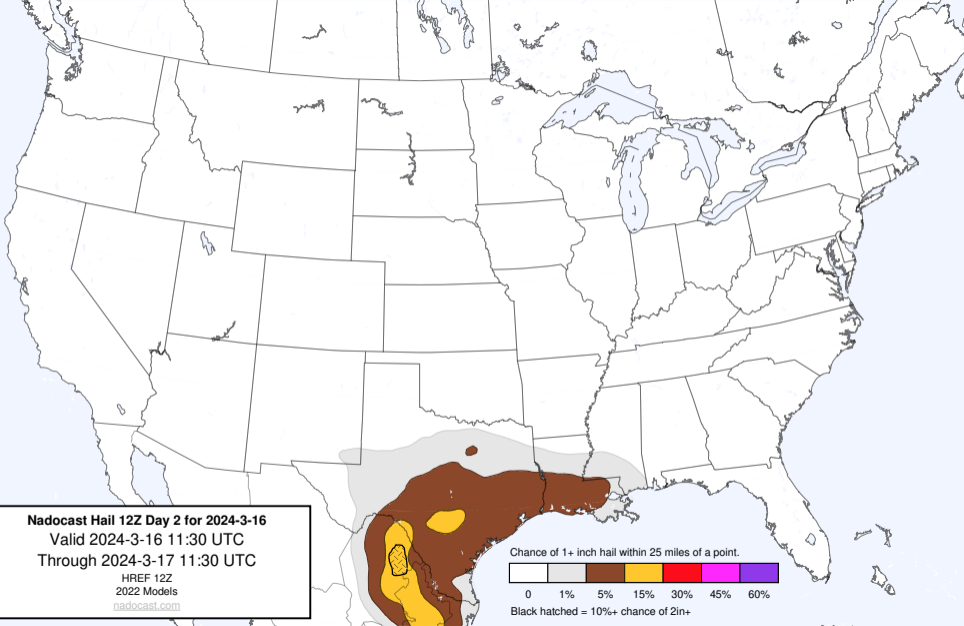 Nadocast Hail 12Z Day 2 for 2024-3-16
Valid 2024-3-16 11:30 UTC
Through 2024-3-17 11:30 UTC
HREF 12Z
2022 Models
nadocast.com
Chance of 1+ inch hail within 25 miles of a point.
0 1% 5% 15% 30% 45% 60%
Black hatched = 10%+ chance of 2in+